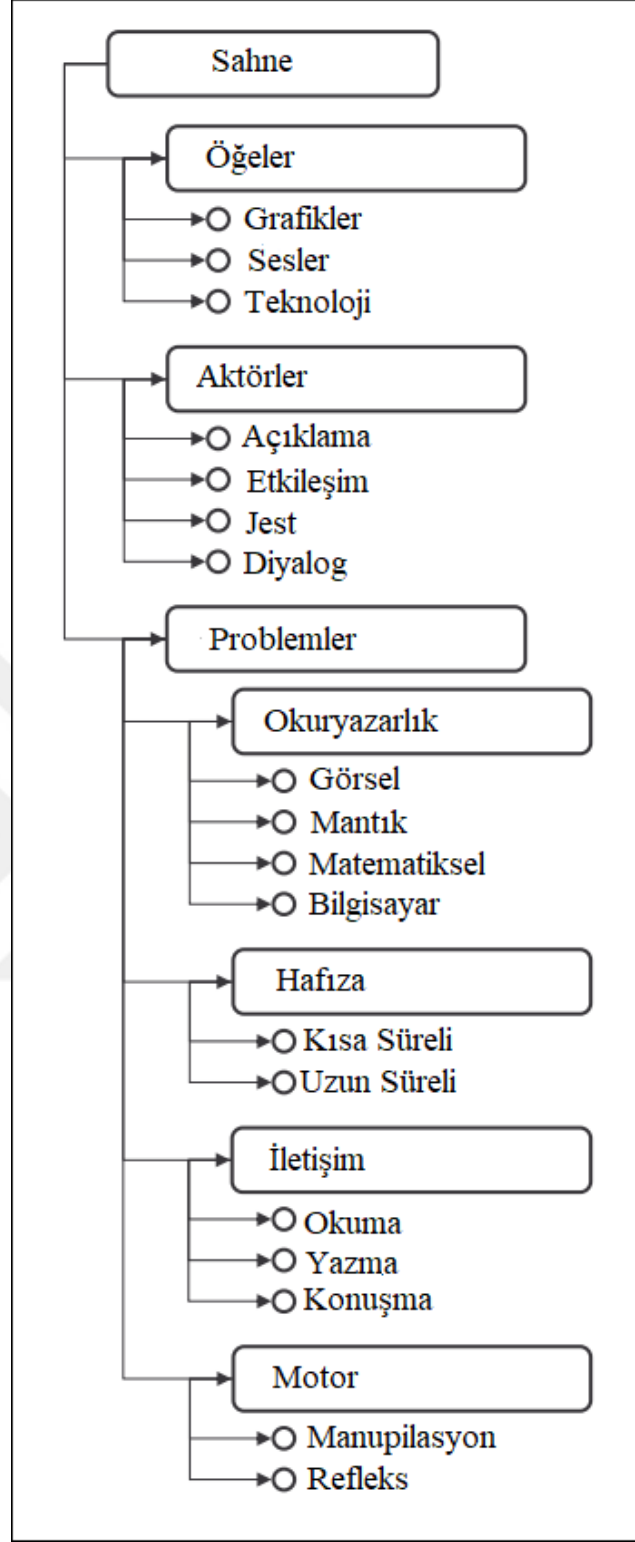 Sahne
Öğeler
Grafikler
Sesler
Teknoloji
Aktörler
Açıklama
Etkileşim
Jest
Diyalog
Problemler
Okuryazarlık
Görsel
Mantık
Matematiksel
Bilgisayar
Hafıza
Kısa Süreli
Uzun Süreli
İletişim
Okuma
Yazma
Konuşma
Motor
Manupilasyon
Refleks